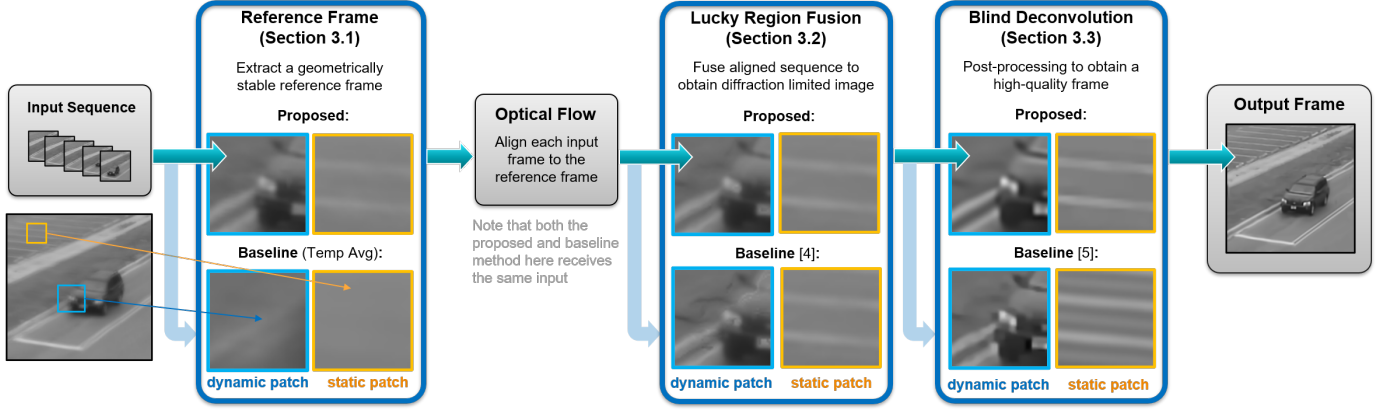 Input Sequence
Reference Frame
(Section 3.1)
Extract a geometrically
stable reference frame
Proposed:
Baseline (Temp Avg):
dynamic patch
static patch
Optical Flow
Align each input
frame to the
reference frame
Note that both the
proposed and baseline
method here receives
the same input
Lucky Region Fusion
(Section 3.2)
Fuse aligned sequence to
obtain diffraction limited image
Proposed:
Baseline [4]:
dynamic patch
static patch
Blind Deconvolution
(Section 3.3)
Post-processing to obtain a
high-quality frame
Proposed:
Baseline [5]:
dynamic patch
static patch
Output Frame